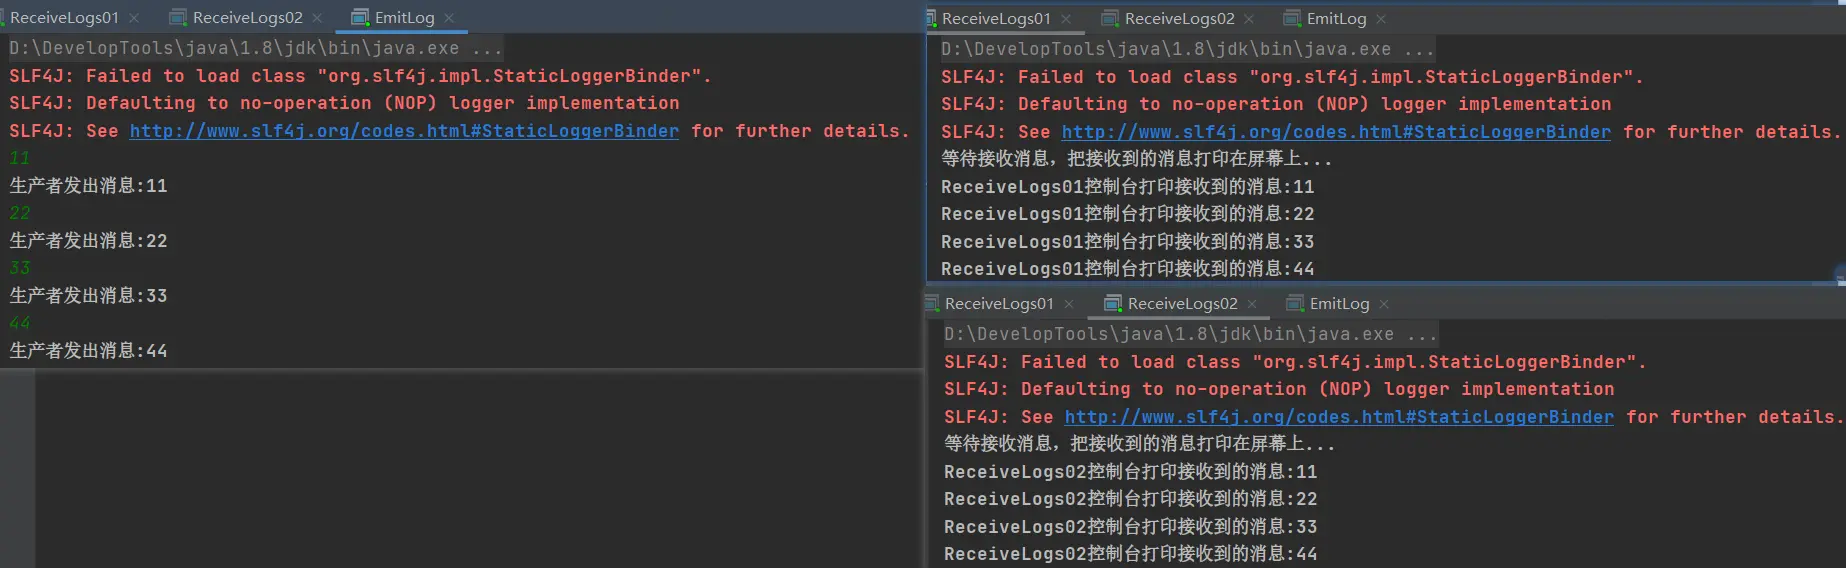 ReceiveLogs01 × ReceiveLogs02 × EmitLog ×
D:\DevelopTools\java\1.8\jdk\bin\java.exe ...
SLF4J: Failed to load class "org.slf4j.impl.StaticLoggerBinder".
SLF4J: Defaulting to no-operation (NOP) logger implementation
SLF4J: See http://www.slf4j.org/codes.html#StaticLoggerBinder for further details.
11
生产者发出消息:11
22
生产者发出消息:22
33
生产者发出消息:33
44
生产者发出消息:44
ReceiveLogs01 × ReceiveLogs02 × EmitLog ×
D:\DevelopTools\java\1.8\jdk\bin\java.exe ...
SLF4J: Failed to load class "org.slf4j.impl.StaticLoggerBinder".
SLF4J: Defaulting to no-operation (NOP) logger implementation
SLF4J: See http://www.slf4j.org/codes.html#StaticLoggerBinder for further details.
等待接收消息，把接收到的消息打印在屏幕上...
ReceiveLogs01控制台打印接收到的消息:11
ReceiveLogs01控制台打印接收到的消息:22
ReceiveLogs01控制台打印接收到的消息:33
ReceiveLogs01控制台打印接收到的消息:44
ReceiveLogs01 × ReceiveLogs02 × EmitLog ×
D:\DevelopTools\java\1.8\jdk\bin\java.exe ...
SLF4J: Failed to load class "org.slf4j.impl.StaticLoggerBinder".
SLF4J: Defaulting to no-operation (NOP) logger implementation
SLF4J: See http://www.slf4j.org/codes.html#StaticLoggerBinder for further details.
等待接收消息，把接收到的消息打印在屏幕上...
ReceiveLogs02控制台打印接收到的消息:11
ReceiveLogs02控制台打印接收到的消息:22
ReceiveLogs02控制台打印接收到的消息:33
ReceiveLogs02控制台打印接收到的消息:44